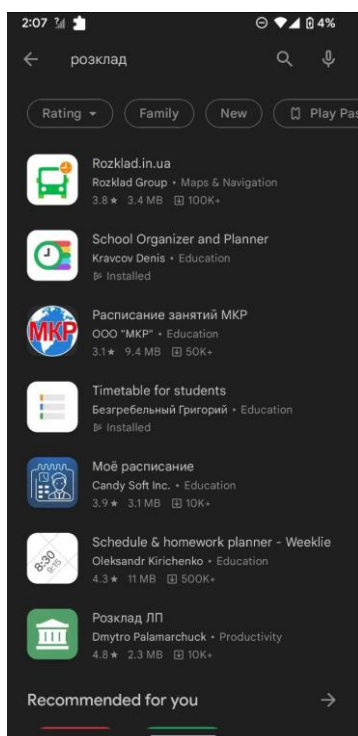 2:07 4%
розклад
Rating Family New Play Pas
Rozklad.in.ua
Rozklad Group • Maps & Navigation
3.8★ 3.4 MB 100K+
School Organizer and Planner
Kravcov Denis • Education
Installed
Расписание занятий МКР
МКР
ООО "МКР" • Education
3.1★ 9.4 MB 50K+
Timetable for students
Безгребельный Григорий • Education
Installed
Моё расписание
Candy Soft Inc. • Education
3.9★ 3.1 MB 10K+
Schedule & homework planner - Weeklie
8:30
9:15
Oleksandr Kirichenko • Education
4.3★ 11 MB 500K+
Розклад ЛП
Dmytro Palamarchuck • Productivity
4.8★ 2.3 MB 10K+
Recommended for you